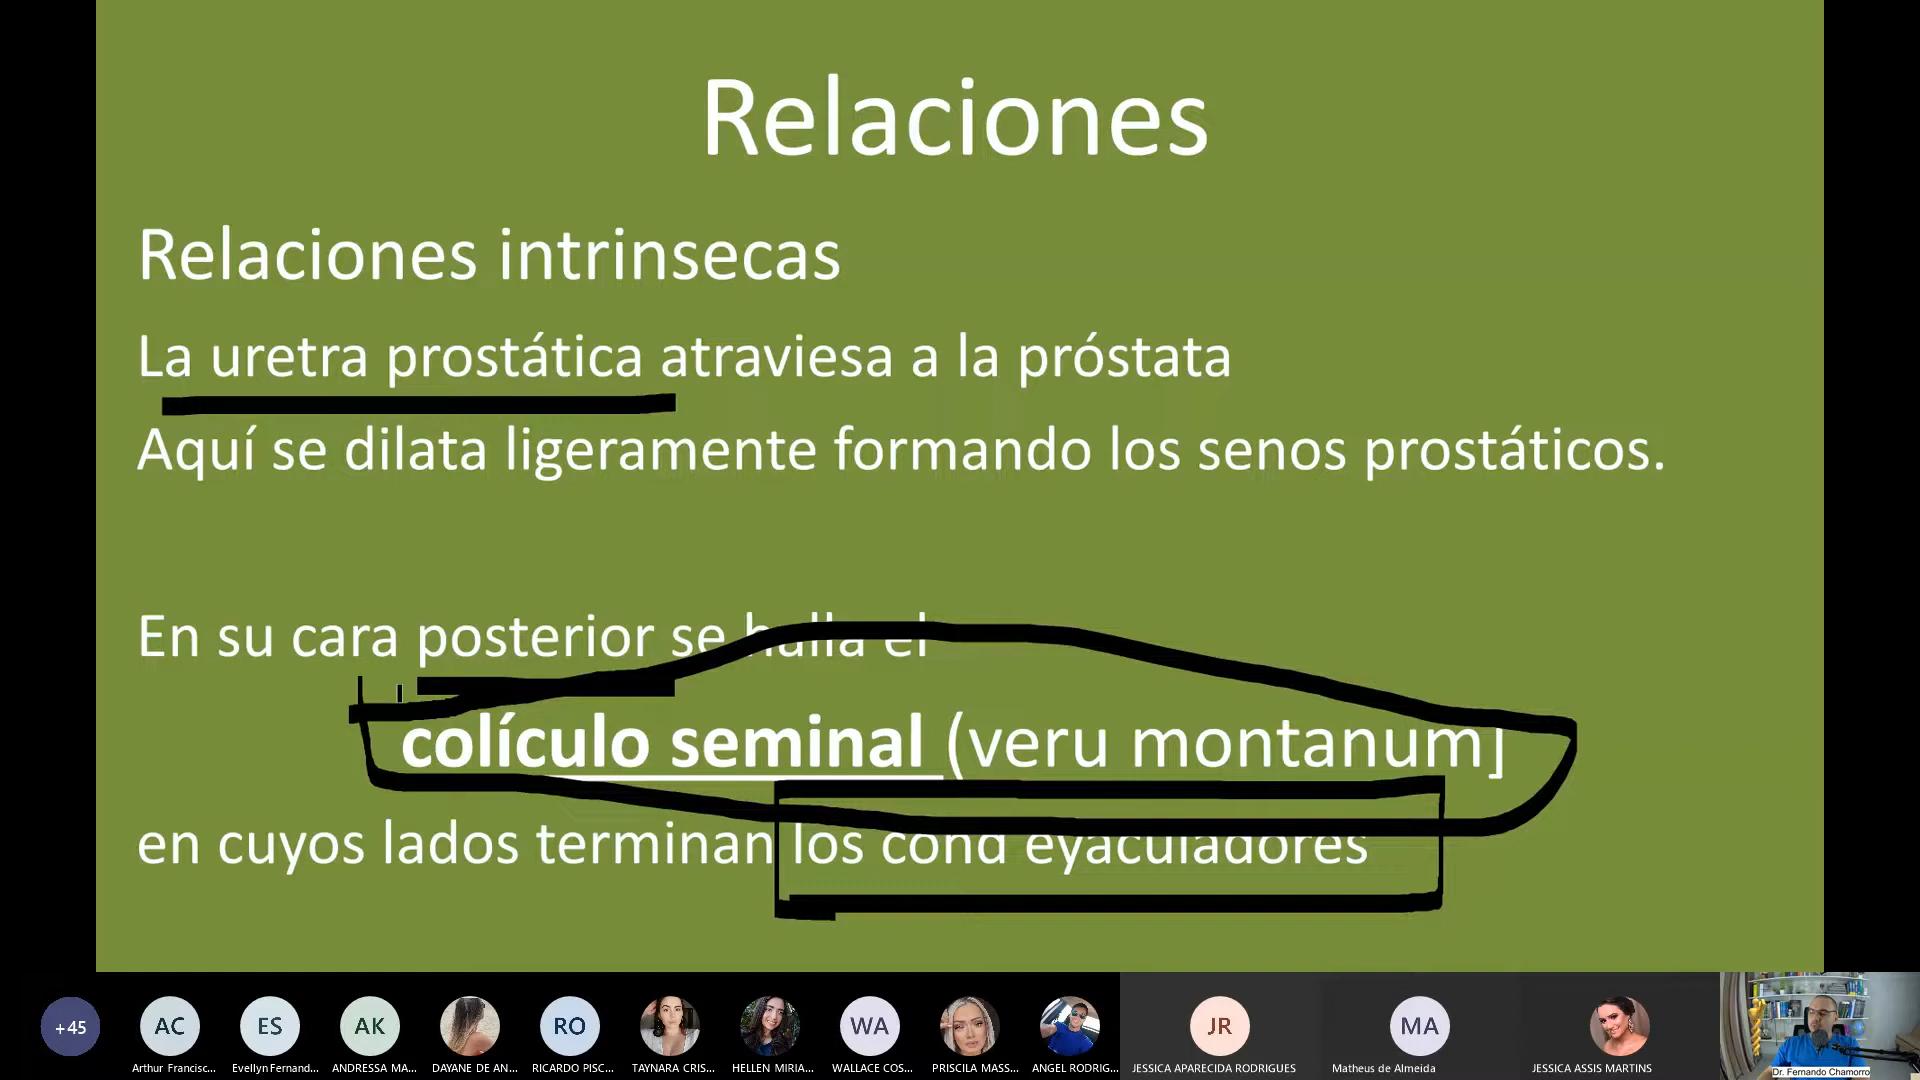 Relaciones
Relaciones intrinsecas
La uretra prostática atraviesa a la próstata
Aquí se dilata ligeramente formando los senos prostáticos.
En su cara posterior se halla el
colículo seminal (veru montanum]
en cuyos lados terminan los cond eyaculadores
+45
AC
ES
AK
RO
WA
JR
MA
Arthur Francisc...
Evellyn Fernand...
ANDRESSA MA...
DAYANE DE AN...
RICARDO PISC...
TAYNARA CRIS...
HELLEN MIRIA...
WALLACE COS...
PRISCILA MASS...
ANGEL RODRIG...
JESSICA APARECIDA RODRIGUES
Matheus de Almeida
JESSICA ASSIS MARTINS
Dr. Fernando Chamorro